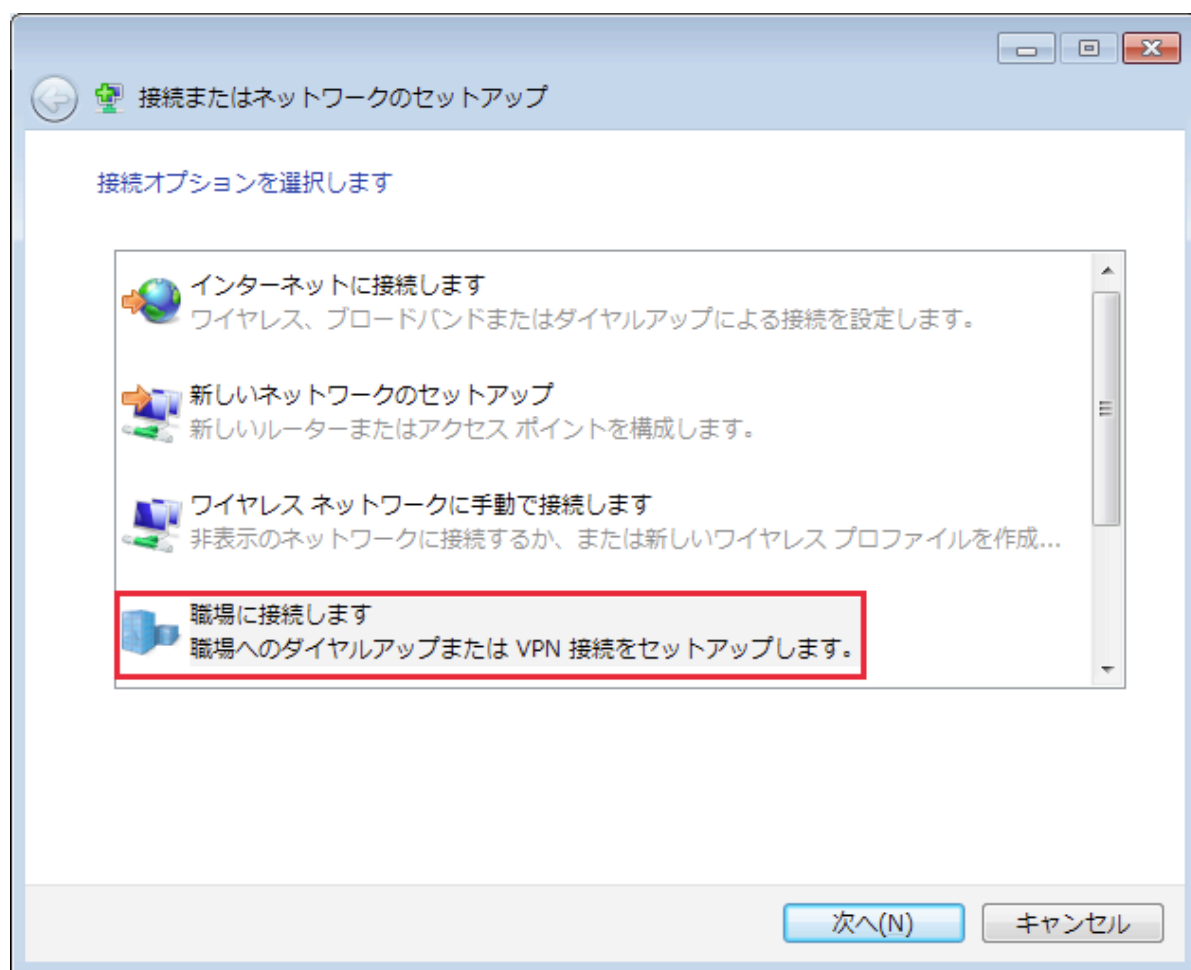 接続またはネットワークのセットアップ
接続オプションを選択します
インターネットに接続します
ワイヤレス、ブロードバンドまたはダイヤルアップによる接続を設定します。
新しいネットワークのセットアップ
新しいルーターまたはアクセス ポイントを構成します。
ワイヤレス ネットワークに手動で接続します
非表示のネットワークに接続するか、または新しいワイヤレス プロファイルを作成...
職場に接続します
職場へのダイヤルアップまたは VPN 接続をセットアップします。
次へ(N)
キャンセル